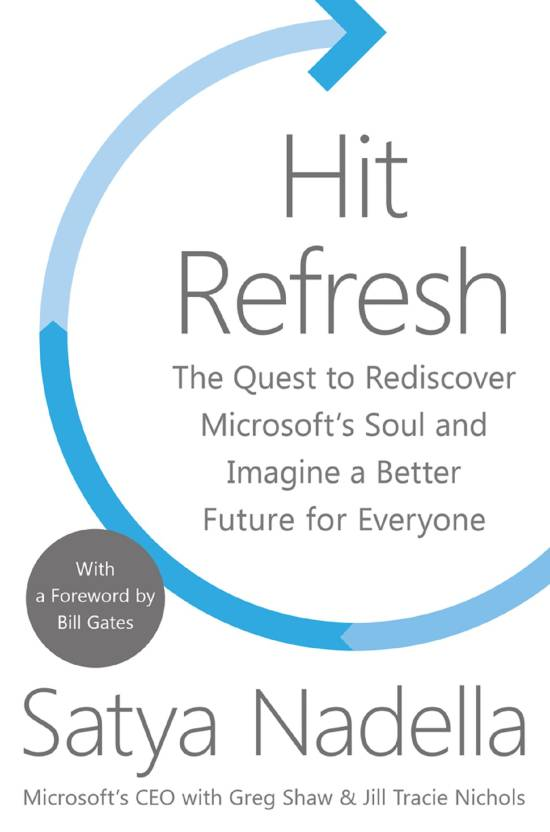 Hit
Refresh
The Quest to Rediscover
Microsoft's Soul and
Imagine a Better
Future for Everyone
With
a Foreword by
Bill Gates
Satya Nadella
Microsoft's CEO with Greg Shaw & Jill Tracie Nichols